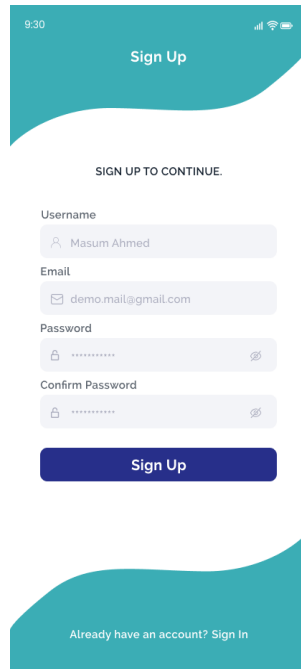 9:30
Sign Up
SIGN UP TO CONTINUE.
Username
Masum Ahmed
Email
demo.mail@gmail.com
Password
***********
Confirm Password
***********
Sign Up
Already have an account? Sign In